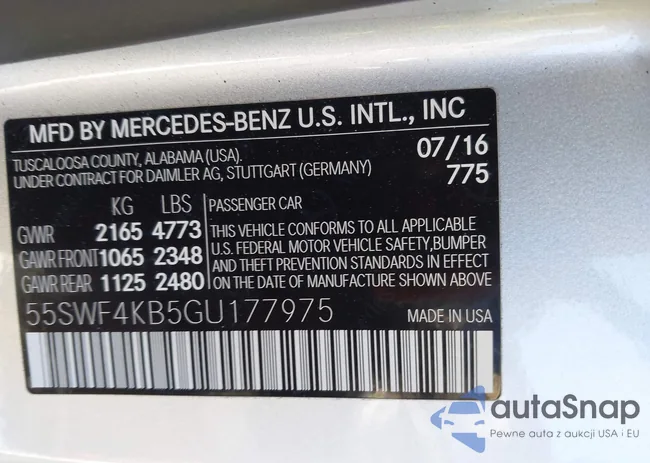 MFD BY MERCEDES-BENZ U.S. INTL., INC
TUSCALOOSA COUNTY, ALABAMA (USA). 07/16
UNDER CONTRACT FOR DAIMLER AG, STUTTGART (GERMANY) 775
KG LBS PASSENGER CAR
GVWR 2165 4773 THIS VEHICLE CONFORMS TO ALL APPLICABLE
GAWR FRONT 1065 2348 U.S. FEDERAL MOTOR VEHICLE SAFETY, BUMPER
GAWR REAR 1125 2480 AND THEFT PREVENTION STANDARDS IN EFFECT
ON THE DATE OF MANUFACTURE SHOWN ABOVE
55SWF4KB5GU177975 MADE IN USA
autaSnap
Pewne auta z aukcji USA i EU